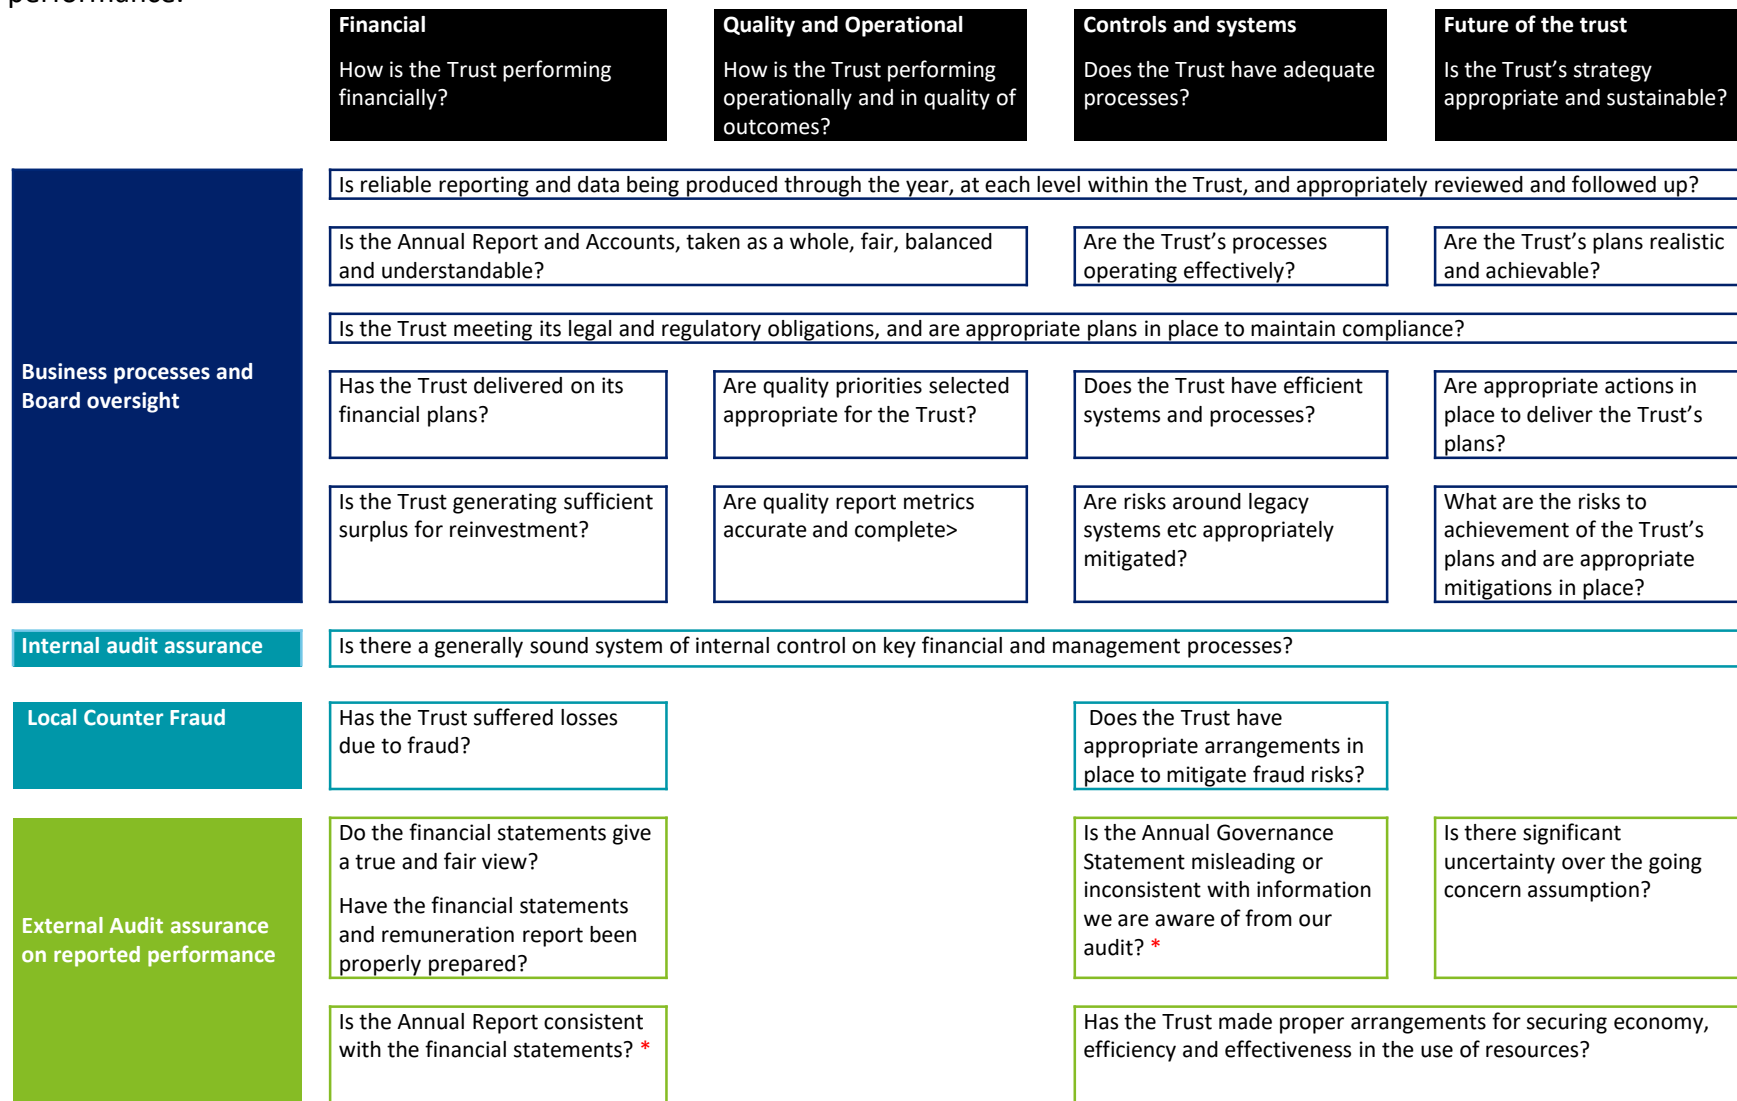 performance.
Financial
How is the Trust performing
financially?
Quality and Operational
How is the Trust performing
operationally and in quality of
outcomes?
Controls and systems
Does the Trust have adequate
processes?
Future of the trust
Is the Trust's strategy
appropriate and sustainable?
Business processes and
Board oversight
Is reliable reporting and data being produced through the year, at each level within the Trust, and appropriately reviewed and followed up?
Is the Annual Report and Accounts, taken as a whole, fair, balanced
and understandable?
Are the Trust's processes
operating effectively?
Are the Trust's plans realistic
and achievable?
Is the Trust meeting its legal and regulatory obligations, and are appropriate plans in place to maintain compliance?
Has the Trust delivered on its
financial plans?
Are quality priorities selected
appropriate for the Trust?
Does the Trust have efficient
systems and processes?
Are appropriate actions in
place to deliver the Trust's
plans?
Is the Trust generating sufficient
surplus for reinvestment?
Are quality report metrics
accurate and complete>
Are risks around legacy
systems etc appropriately
mitigated?
What are the risks to
achievement of the Trust's
plans and are appropriate
mitigations in place?
Internal audit assurance
Is there a generally sound system of internal control on key financial and management processes?
Local Counter Fraud
Has the Trust suffered losses
due to fraud?
Does the Trust have
appropriate arrangements in
place to mitigate fraud risks?
External Audit assurance
on reported performance
Do the financial statements give
a true and fair view?
Have the financial statements
and remuneration report been
properly prepared?
Is the Annual Governance
Statement misleading or
inconsistent with information
we are aware of from our
audit? *
Is there significant
uncertainty over the going
concern assumption?
Is the Annual Report consistent
with the financial statements? *
Has the Trust made proper arrangements for securing economy,
efficiency and effectiveness in the use of resources?